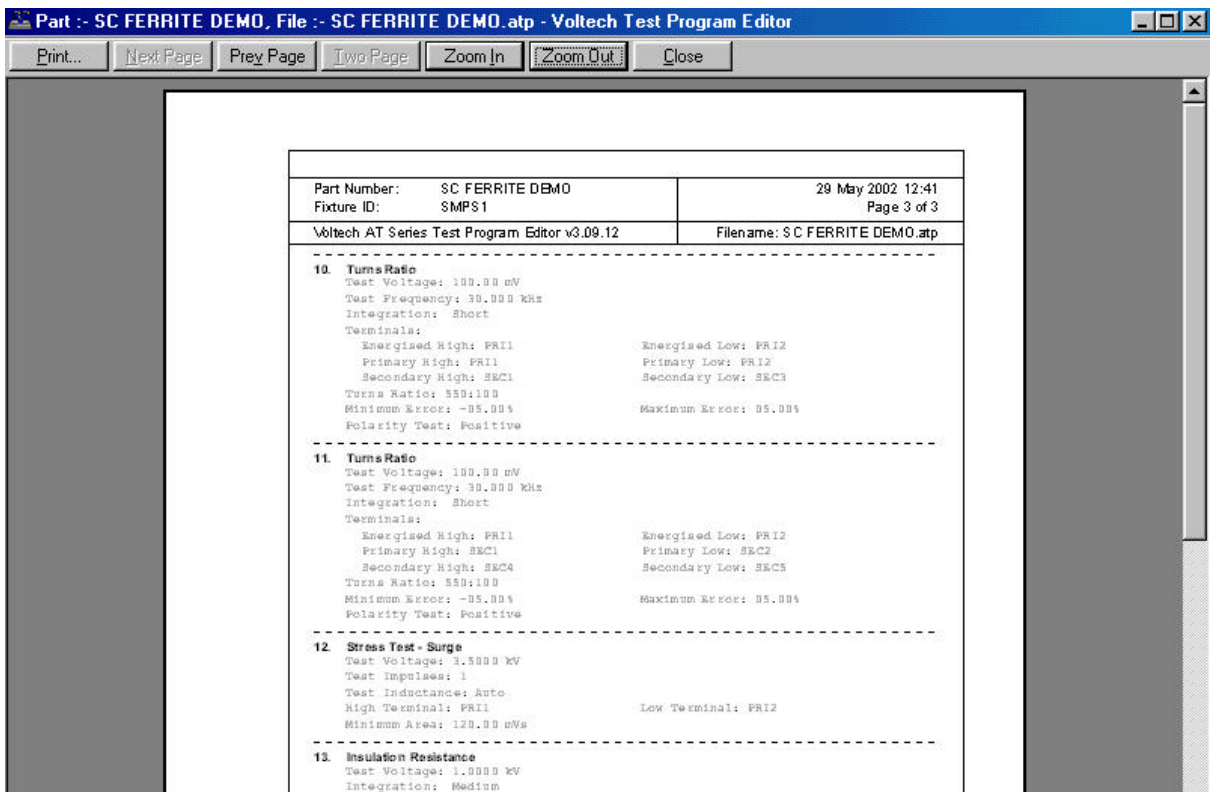 Part :- SC FERRITE DEMO, File :- SC FERRITE DEMO.atp - Voltech Test Program Editor
Print... Next Page Prev Page Two Page Zoom In Zoom Out Close
Part Number: SC FERRITE DEMO 29 May 2002 12:41
Fixture ID: SMPS1 Page 3 of 3
Voltech AT Series Test Program Editor v3.09.12 Filename: SC FERRITE DEMO.atp
10. Turns Ratio
Test Voltage: 100.00 mV
Test Frequency: 30.000 kHz
Integration: Short
Terminals:
Energised High: PRI1 Energised Low: PRI2
Primary High: PRI1 Primary Low: PRI2
Secondary High: SEC1 Secondary Low: SEC3
Turns Ratio: 550:100
Minimum Error: -05.00% Maximum Error: 05.00%
Polarity Test: Positive
11. Turns Ratio
Test Voltage: 100.00 mV
Test Frequency: 30.000 kHz
Integration: Short
Terminals:
Energised High: PRI1 Energised Low: PRI2
Primary High: SEC1 Primary Low: SEC2
Secondary High: SEC4 Secondary Low: SEC5
Turns Ratio: 550:100
Minimum Error: -05.00% Maximum Error: 05.00%
Polarity Test: Positive
12. Stress Test - Surge
Test Voltage: 3.5000 kV
Test Impulses: 1
Test Inductance: Auto
High Terminal: PRI1 Low Terminal: PRI2
Minimum Area: 120.00 mVs
13. Insulation Resistance
Test Voltage: 1.0000 kV
Integration: Medium